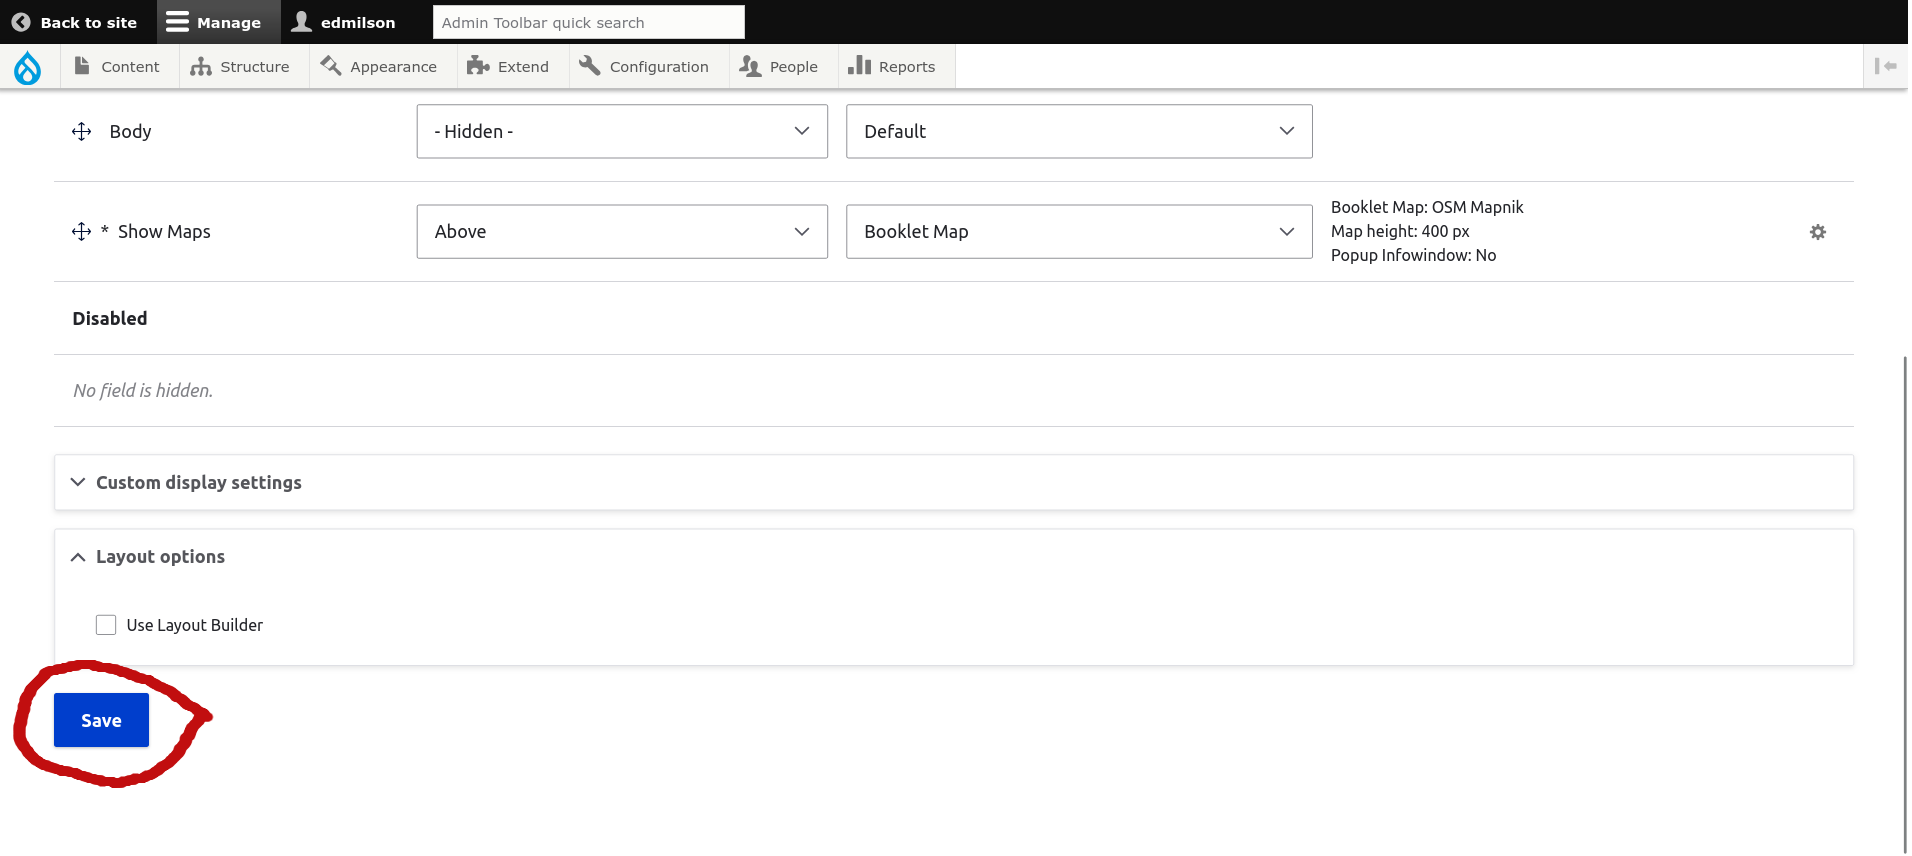 Back to site Manage edmilson Admin Toolbar quick search
Content Structure Appearance Extend Configuration People Reports
Body - Hidden - Default
* Show Maps Above Booklet Map
Booklet Map: OSM Mapnik
Map height: 400 px
Popup Infowindow: No
Disabled
No field is hidden.
Custom display settings
Layout options
Use Layout Builder
Save